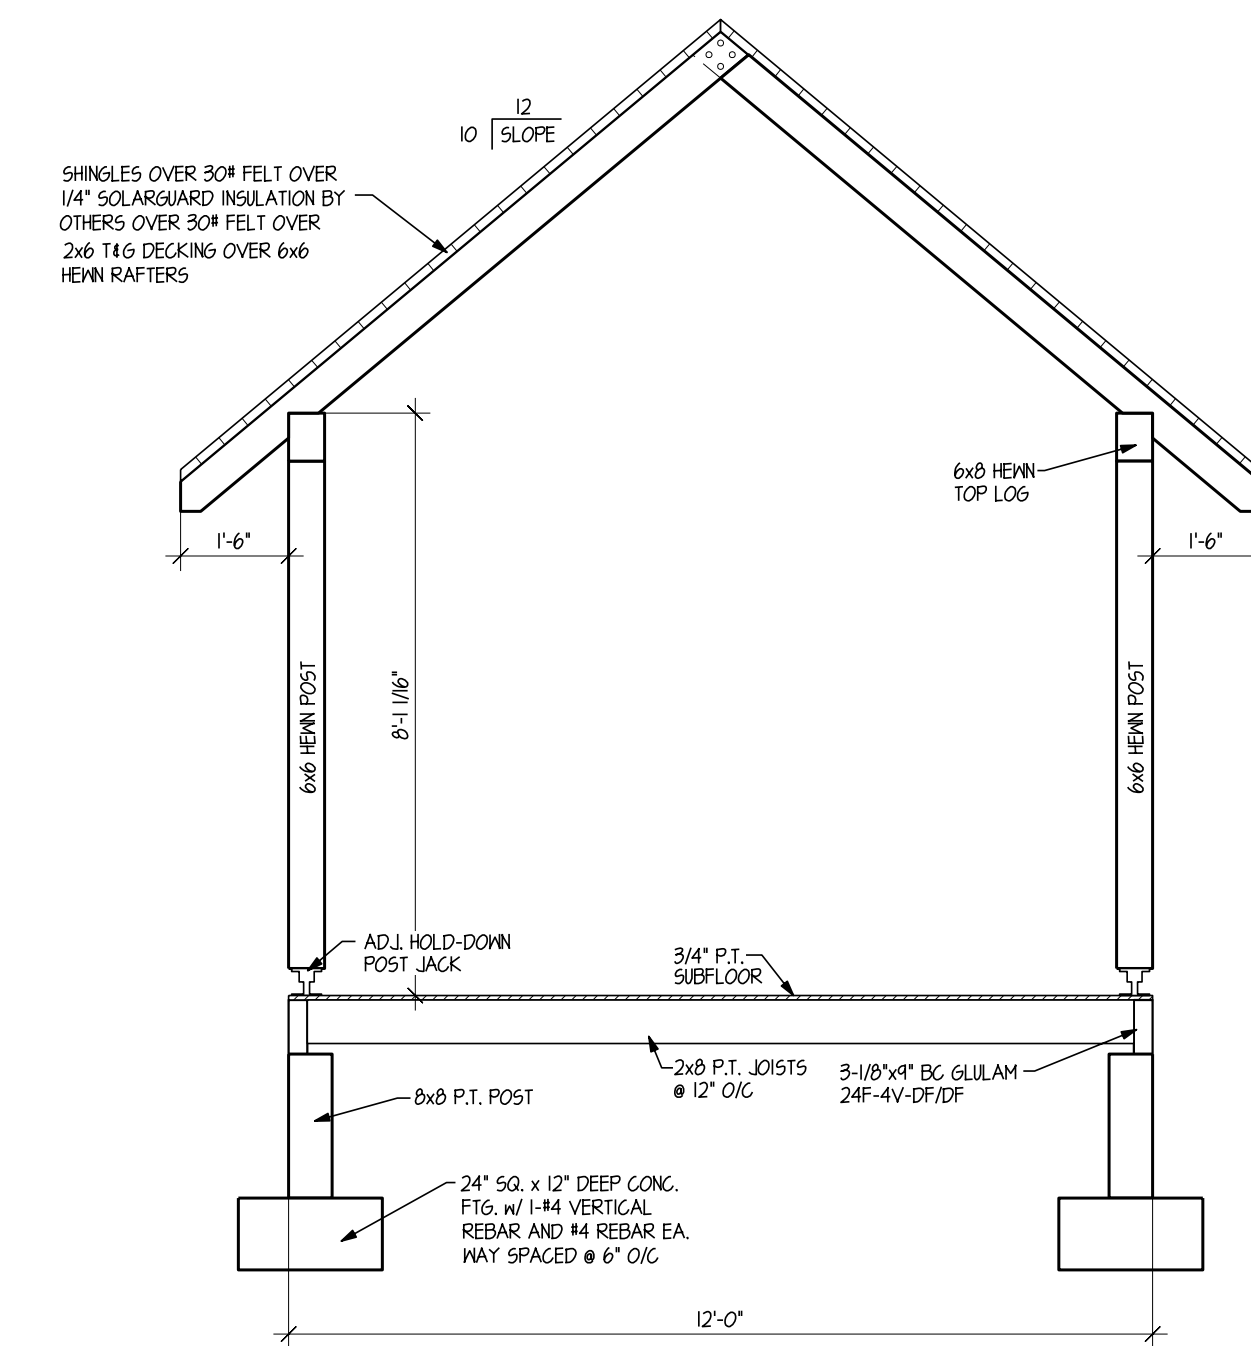 12
10 SLOPE
SHINGLES OVER 30# FELT OVER
1/4" SOLARGUARD INSULATION BY
OTHERS OVER 30# FELT OVER
2x6 T&G DECKING OVER 6x6
HEWN RAFTERS
6x8 HEWN
TOP LOG
1'-6"
1'-6"
6x6 HEWN POST
8'-1 1/16"
6x6 HEWN POST
ADJ. HOLD-DOWN
POST JACK
3/4" P.T.
SUBFLOOR
2x8 P.T. JOISTS
@ 12" O/C
3-1/8"x9" BC GLULAM
24F-4V-DF/DF
8x8 P.T. POST
24" SQ. x 12" DEEP CONC.
FTG. w/ 1-#4 VERTICAL
REBAR AND #4 REBAR EA.
WAY SPACED @ 6" O/C
12'-0"